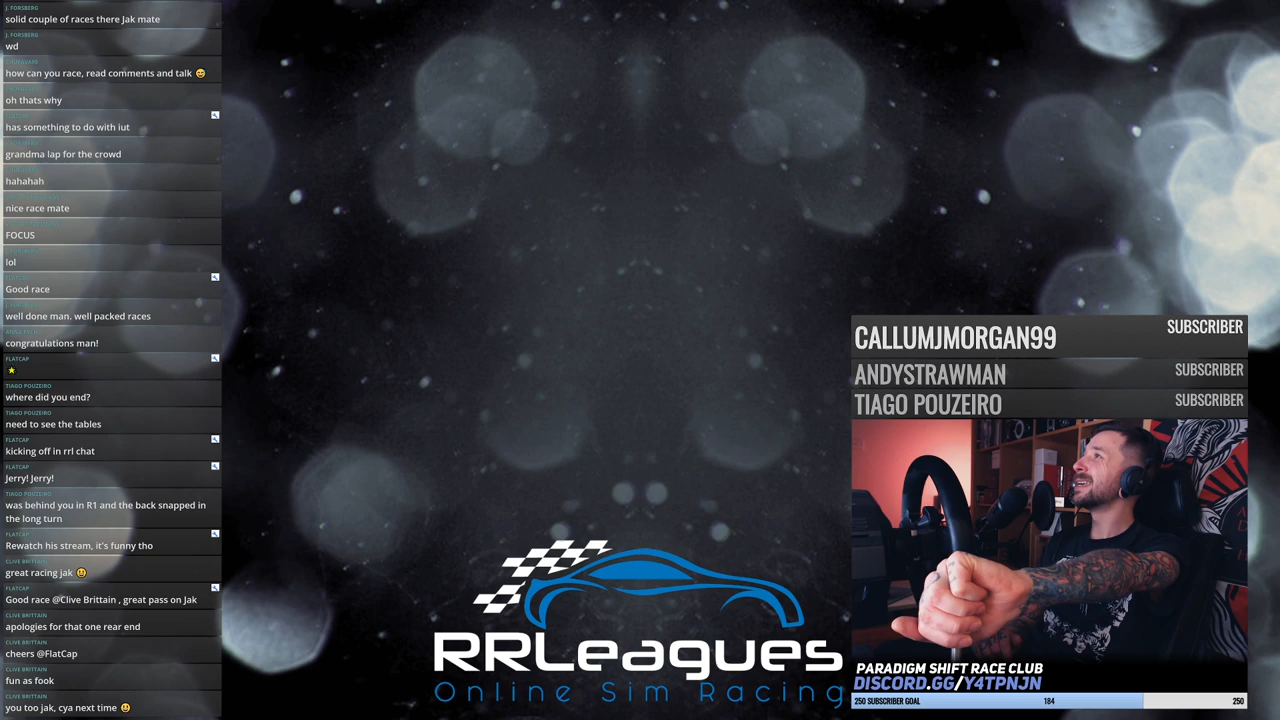 J. FORSBERG
solid couple of races there Jak mate
J. FORSBERG
wd
how can you race, read comments and talk 😅
oh thats why
has something to do with iut
grandma lap for the crowd
hahahah
nice race mate
FOCUS
lol
Good race
well done man. well packed races
congratulations man!
FLATCAP
TIAGO POUZEIRO
where did you end?
TIAGO POUZEIRO
need to see the tables
FLATCAP
kicking off in rrl chat
FLATCAP
Jerry! Jerry!
TIAGO POUZEIRO
was behind you in R1 and the back snapped in
the long turn
FLATCAP
Rewatch his stream, it's funny tho
CLIVE BRITTAIN
great racing jak 😃
FLATCAP
Good race @Clive Brittain , great pass on Jak
CLIVE BRITTAIN
apologies for that one rear end
CLIVE BRITTAIN
cheers @FlatCap
CLIVE BRITTAIN
fun as fook
CLIVE BRITTAIN
you too jak, cya next time 😃
RRLeagues
Online Sim Racing
CALLUMJMORGAN99 SUBSCRIBER
ANDYSTRAWMAN SUBSCRIBER
TIAGO POUZEIRO SUBSCRIBER
PARADIGM SHIFT RACE CLUB
DISCORD.GG/Y4TPNJN
250 SUBSCRIBER GOAL 184 250